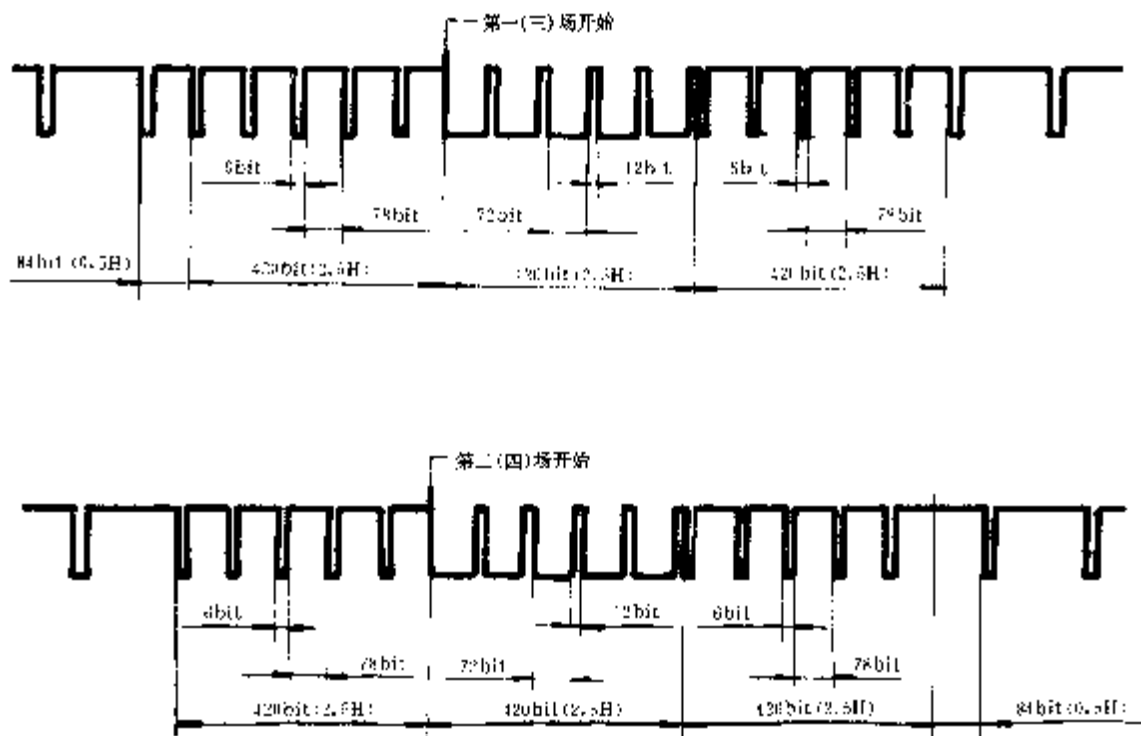 第一(三)场开始
6bit
12bit
6bit
78bit
72bit
78bit
84bit(0.5H)
420bit(2.5H)
420bit(2.5H)
420bit(2.5H)
第二(四)场开始
6bit
12bit
6bit
78bit
72bit
78bit
420bit(2.5H)
420bit(2.5H)
420bit(2.5H)
84bit(0.5H)